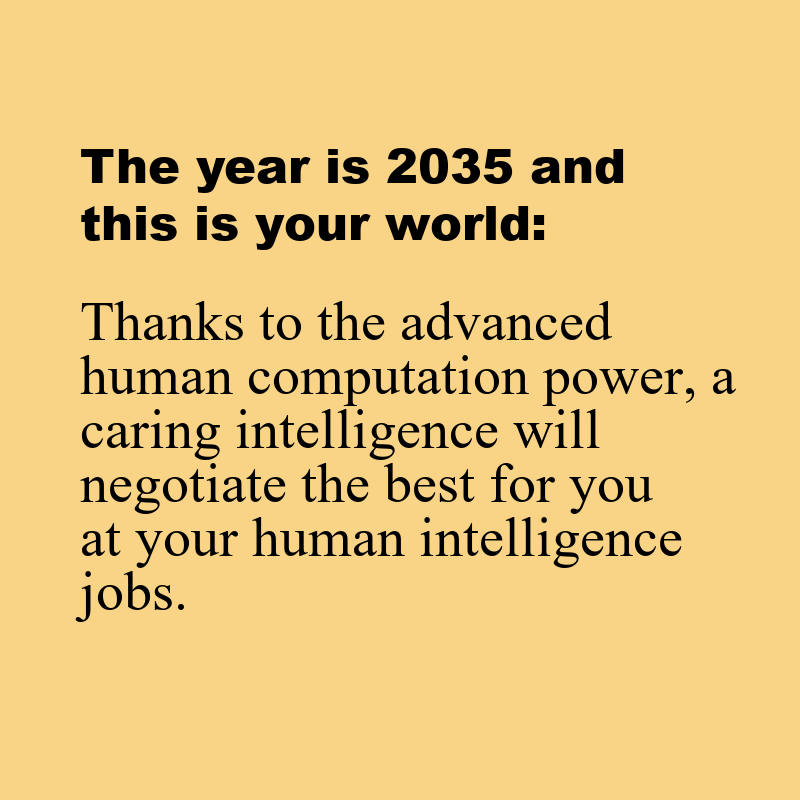 The year is 2035 and
this is your world:
Thanks to the advanced
human computation power, a
caring intelligence will
negotiate the best for you
at your human intelligence
jobs.